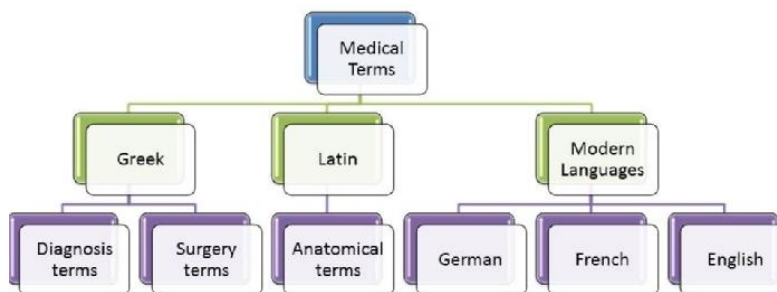 Medical
Terms
Greek
Latin
Modern
Languages
Diagnosis
terms
Surgery
terms
Anatomical
terms
German
French
English